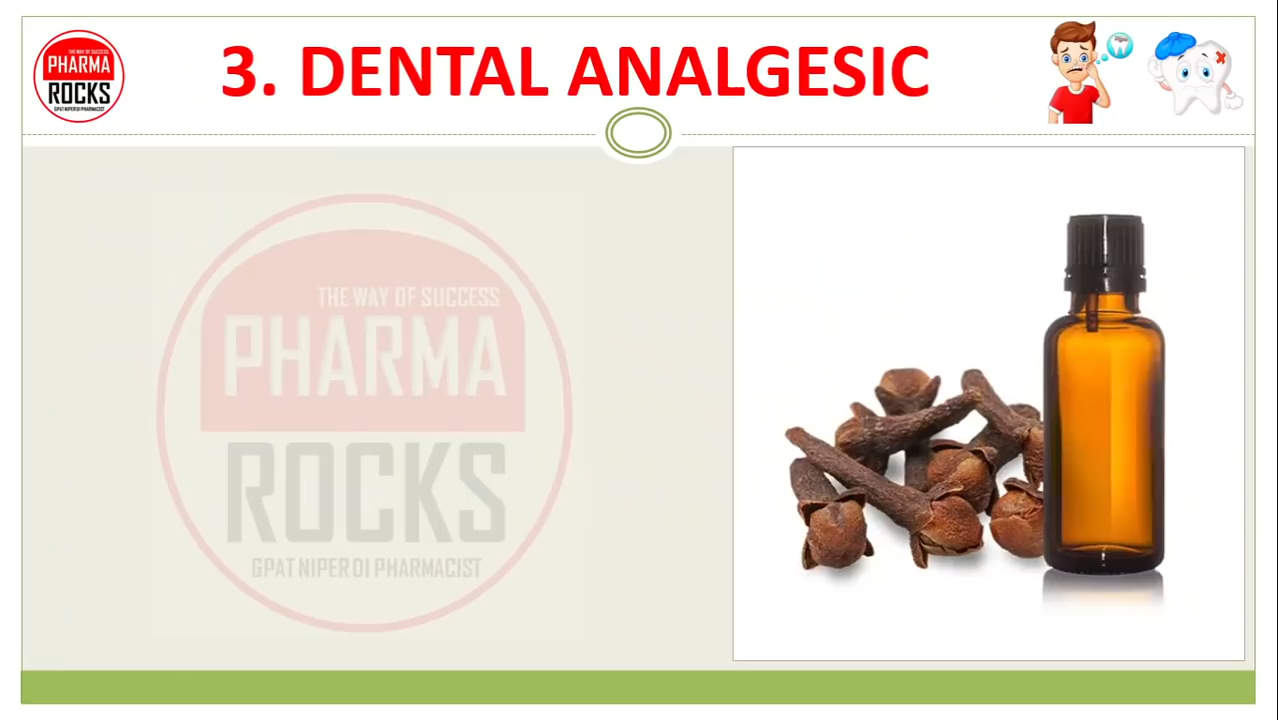 THE WAY OF SUCCESS
PHARMA
ROCKS
GPAT NIPER DI PHARMACIST
3. DENTAL ANALGESIC
THE WAY OF SUCCESS
PHARMA
ROCKS
GPAT NIPER DI PHARMACIST